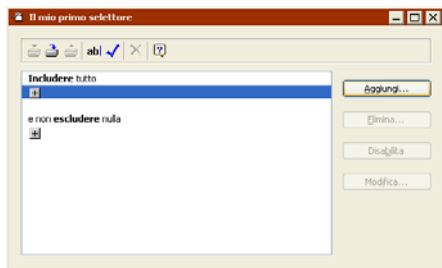 Il mio primo selettore
ab|
Includere tutto
Aggiungi...
e non escludere nulla
Elimina...
Disabilita
Modifica...